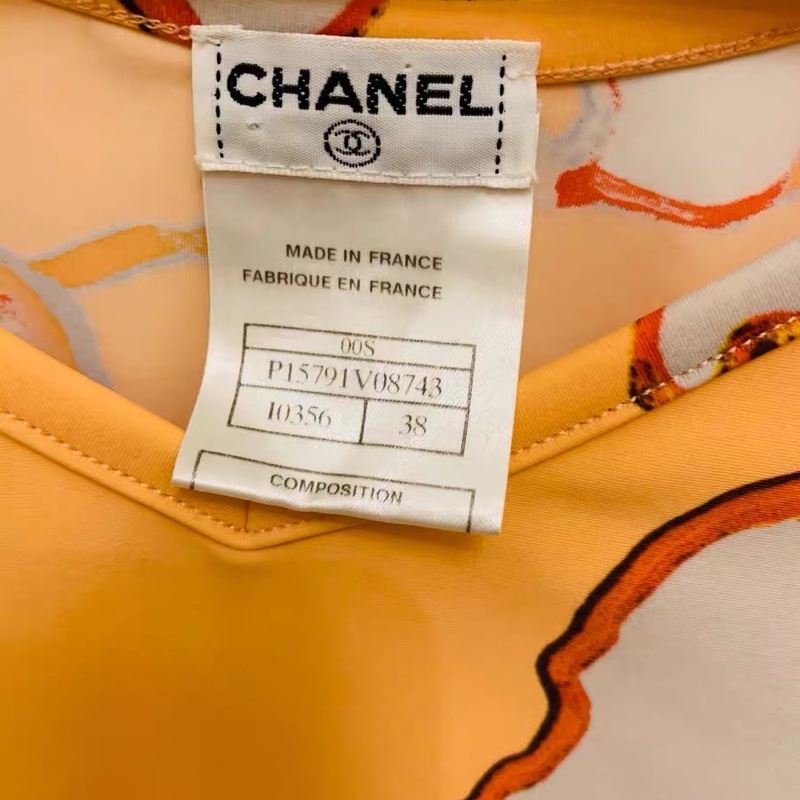 CHANEL
MADE IN FRANCE
FABRIQUE EN FRANCE
00S
P15791V08743
I0356 38
COMPOSITION